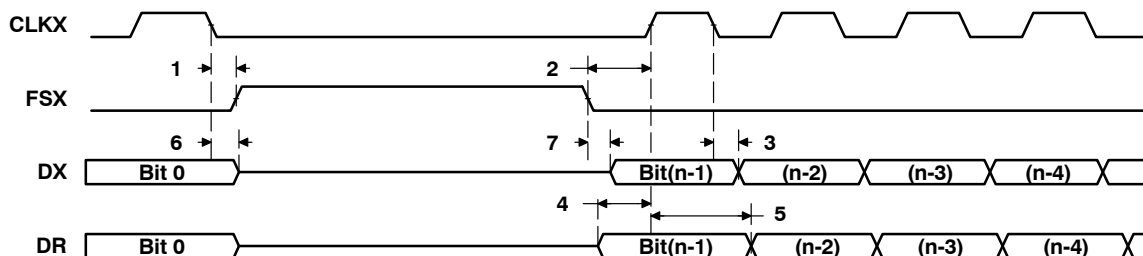 CLKX
1 2
FSX
6 7 3
DX Bit 0 Bit(n-1) (n-2) (n-3) (n-4)
4 5
DR Bit 0 Bit(n-1) (n-2) (n-3) (n-4)